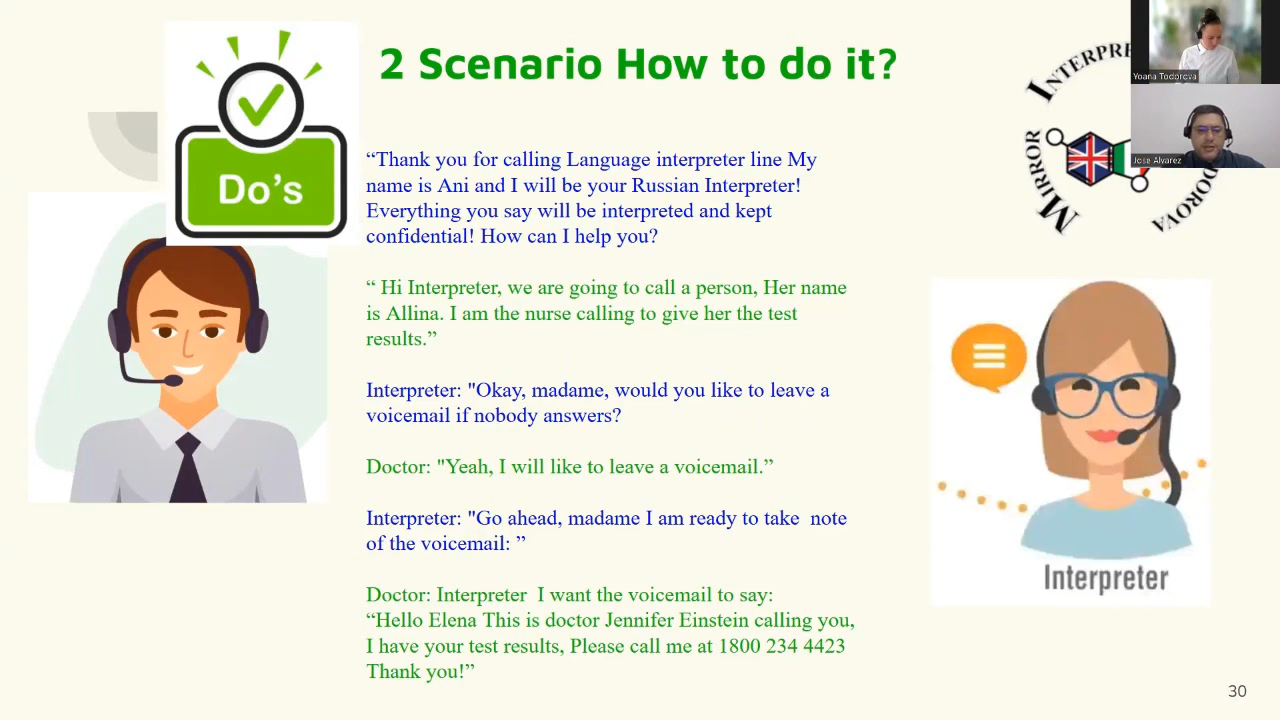 2 Scenario How to do it?
Do's
“Thank you for calling Language interpreter line My
name is Ani and I will be your Russian Interpreter!
Everything you say will be interpreted and kept
confidential! How can I help you?
“ Hi Interpreter, we are going to call a person, Her name
is Allina. I am the nurse calling to give her the test
results.”
Interpreter: "Okay, madame, would you like to leave a
voicemail if nobody answers?
Doctor: "Yeah, I will like to leave a voicemail.”
Interpreter: "Go ahead, madame I am ready to take  note
of the voicemail: ”
Doctor: Interpreter  I want the voicemail to say:
“Hello Elena This is doctor Jennifer Einstein calling you,
I have your test results, Please call me at 1800 234 4423
Thank you!”
Interpreter
MIRROR
INTERPRE
DOROVA
Yoana Todorova
Jose Alvarez
30